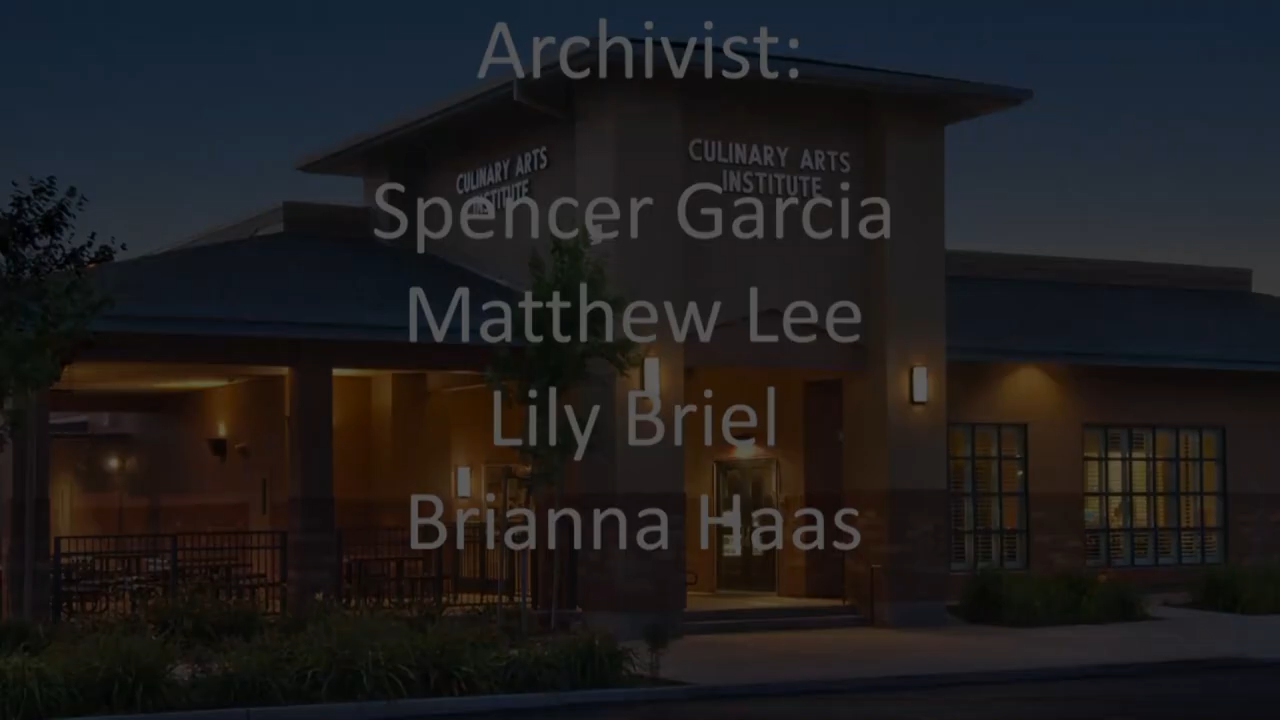 Archivist:
CULINARY ARTS
INSTITUTE
CULINARY ARTS
INSTITUTE
Spencer Garcia
Matthew Lee
Lily Briel
Brianna Haas